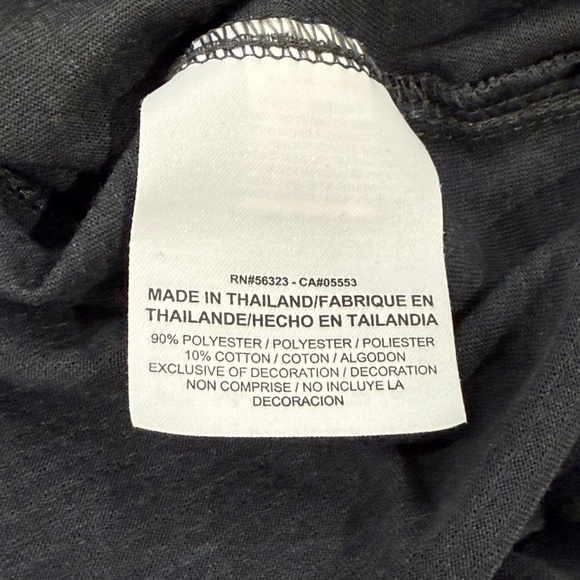 RN#56323 - CA#05553
MADE IN THAILAND/FABRIQUE EN
THAILANDE/HECHO EN TAILANDIA
90% POLYESTER / POLYESTER / POLIESTER
10% COTTON / COTON / ALGODON
EXCLUSIVE OF DECORATION / DECORATION
NON COMPRISE / NO INCLUYE LA
DECORACION